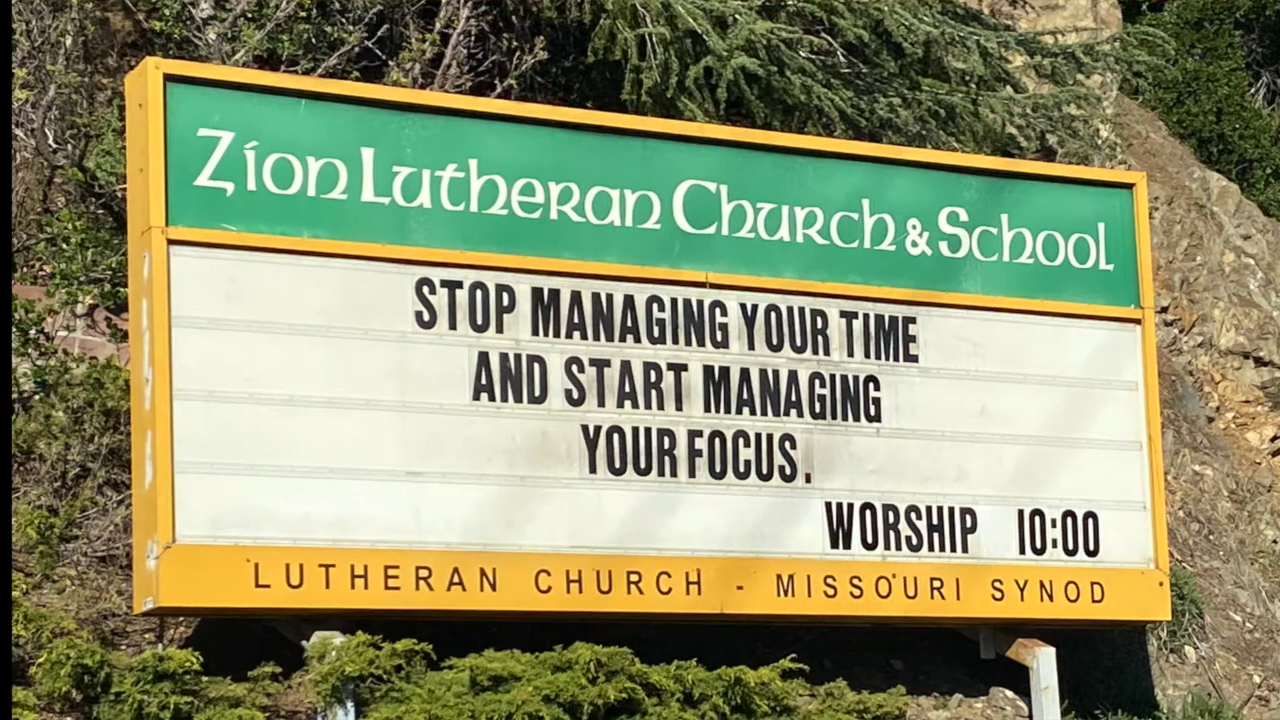 Zion Lutheran Church & School
STOP MANAGING YOUR TIME
AND START MANAGING
YOUR FOCUS.
WORSHIP 10:00
LUTHERAN CHURCH - MISSOURI SYNOD